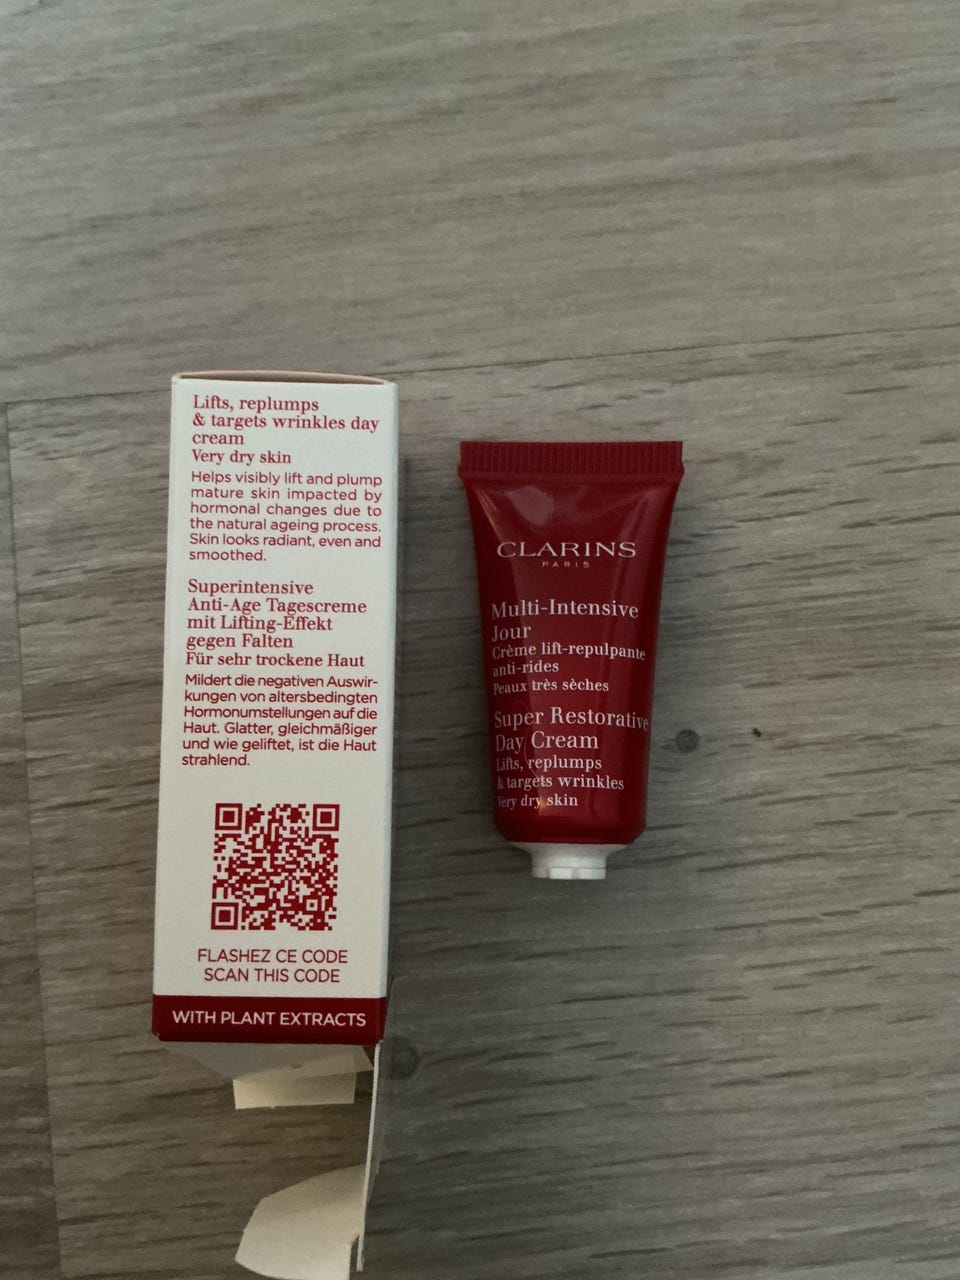 Lifts, replumps
& targets wrinkles day
cream
Very dry skin
Helps visibly lift and plump
mature skin impacted by
hormonal changes due to
the natural ageing process.
Skin looks radiant, even and
smoothed.
Superintensive
Anti-Age Tagescreme
mit Lifting-Effekt
gegen Falten
Für sehr trockene Haut
Mildert die negativen Auswir-
kungen von altersbedingten
Hormonumstellungen auf die
Haut. Glatter, gleichmäßiger
und wie geliftet, ist die Haut
strahlend.
FLASHEZ CE CODE
SCAN THIS CODE
WITH PLANT EXTRACTS
CLARINS
PARIS
Multi-Intensive
Jour
Crème lift-repulpante
anti-rides
Peaux très sèches
Super Restorative
Day Cream
Lifts, replumps
& targets wrinkles
Very dry skin